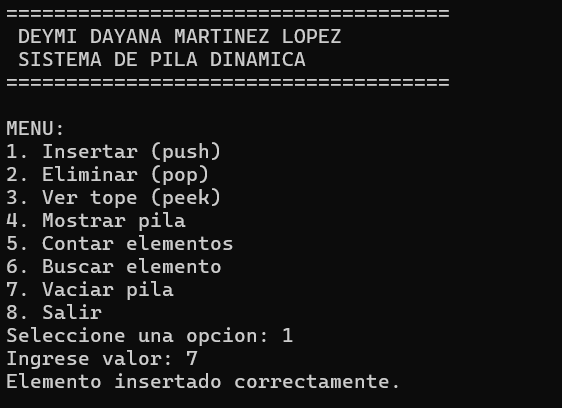 =====================================
DEYMI DAYANA MARTINEZ LOPEZ
SISTEMA DE PILA DINAMICA
=====================================
MENU:
1. Insertar (push)
2. Eliminar (pop)
3. Ver tope (peek)
4. Mostrar pila
5. Contar elementos
6. Buscar elemento
7. Vaciar pila
8. Salir
Seleccione una opcion: 1
Ingrese valor: 7
Elemento insertado correctamente.